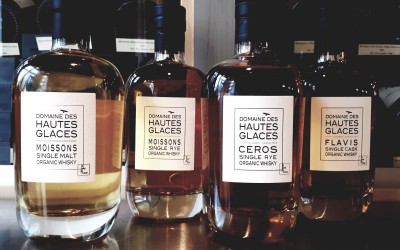 DOMAINE DES
HAUTES
GLACES
MOISSONS
SINGLE MALT
ORGANIC WHISKY
DOMAINE DES
HAUTES
GLACES
MOISSONS
SINGLE RYE
ORGANIC WHISKY
DOMAINE DES
HAUTES
GLACES
CEROS
SINGLE RYE
ORGANIC WHISKY
DOMAINE DES
HAUTES
GLACES
FLAVIS
SINGLE CASK
ORGANIC WHISKY